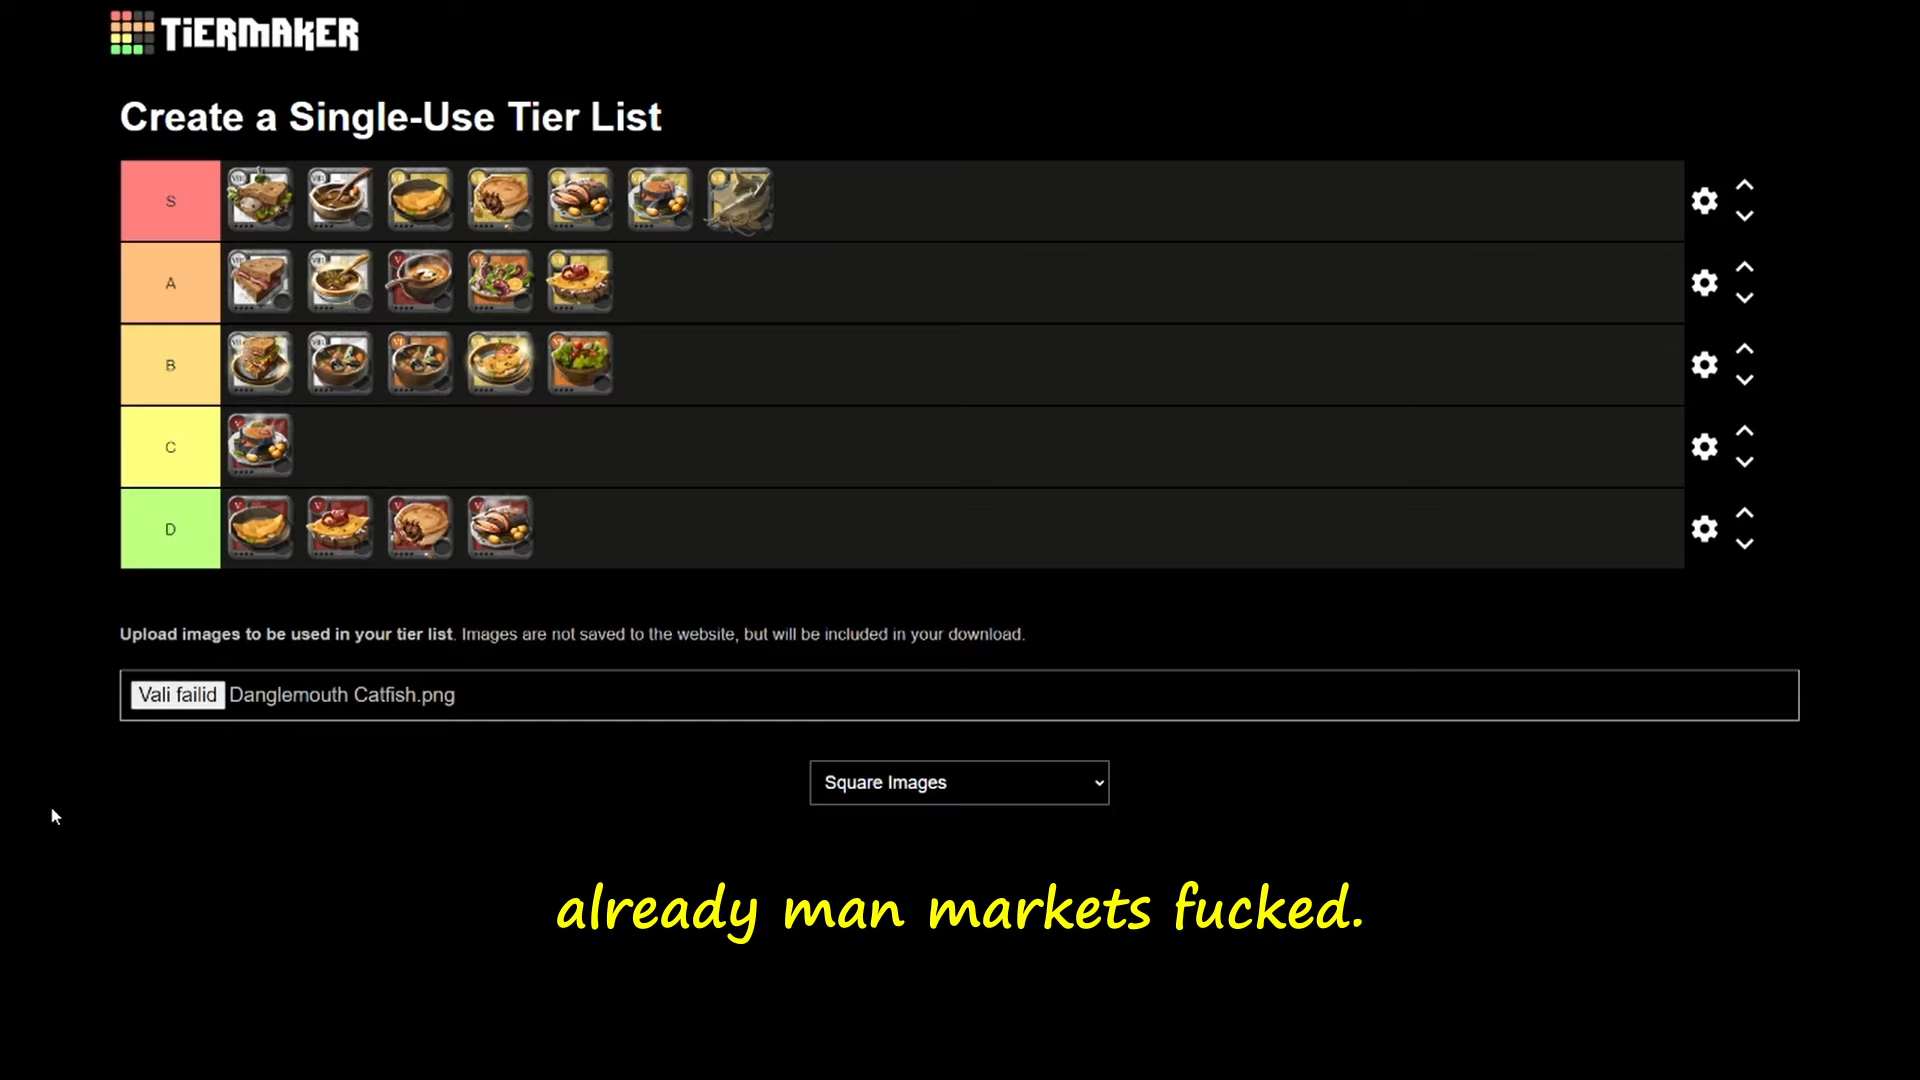 TiERMAKER
Create a Single-Use Tier List
S
A
B
C
D
Upload images to be used in your tier list. Images are not saved to the website, but will be included in your download.
Vali failid Danglemouth Catfish.png
Square Images
already man markets fucked.